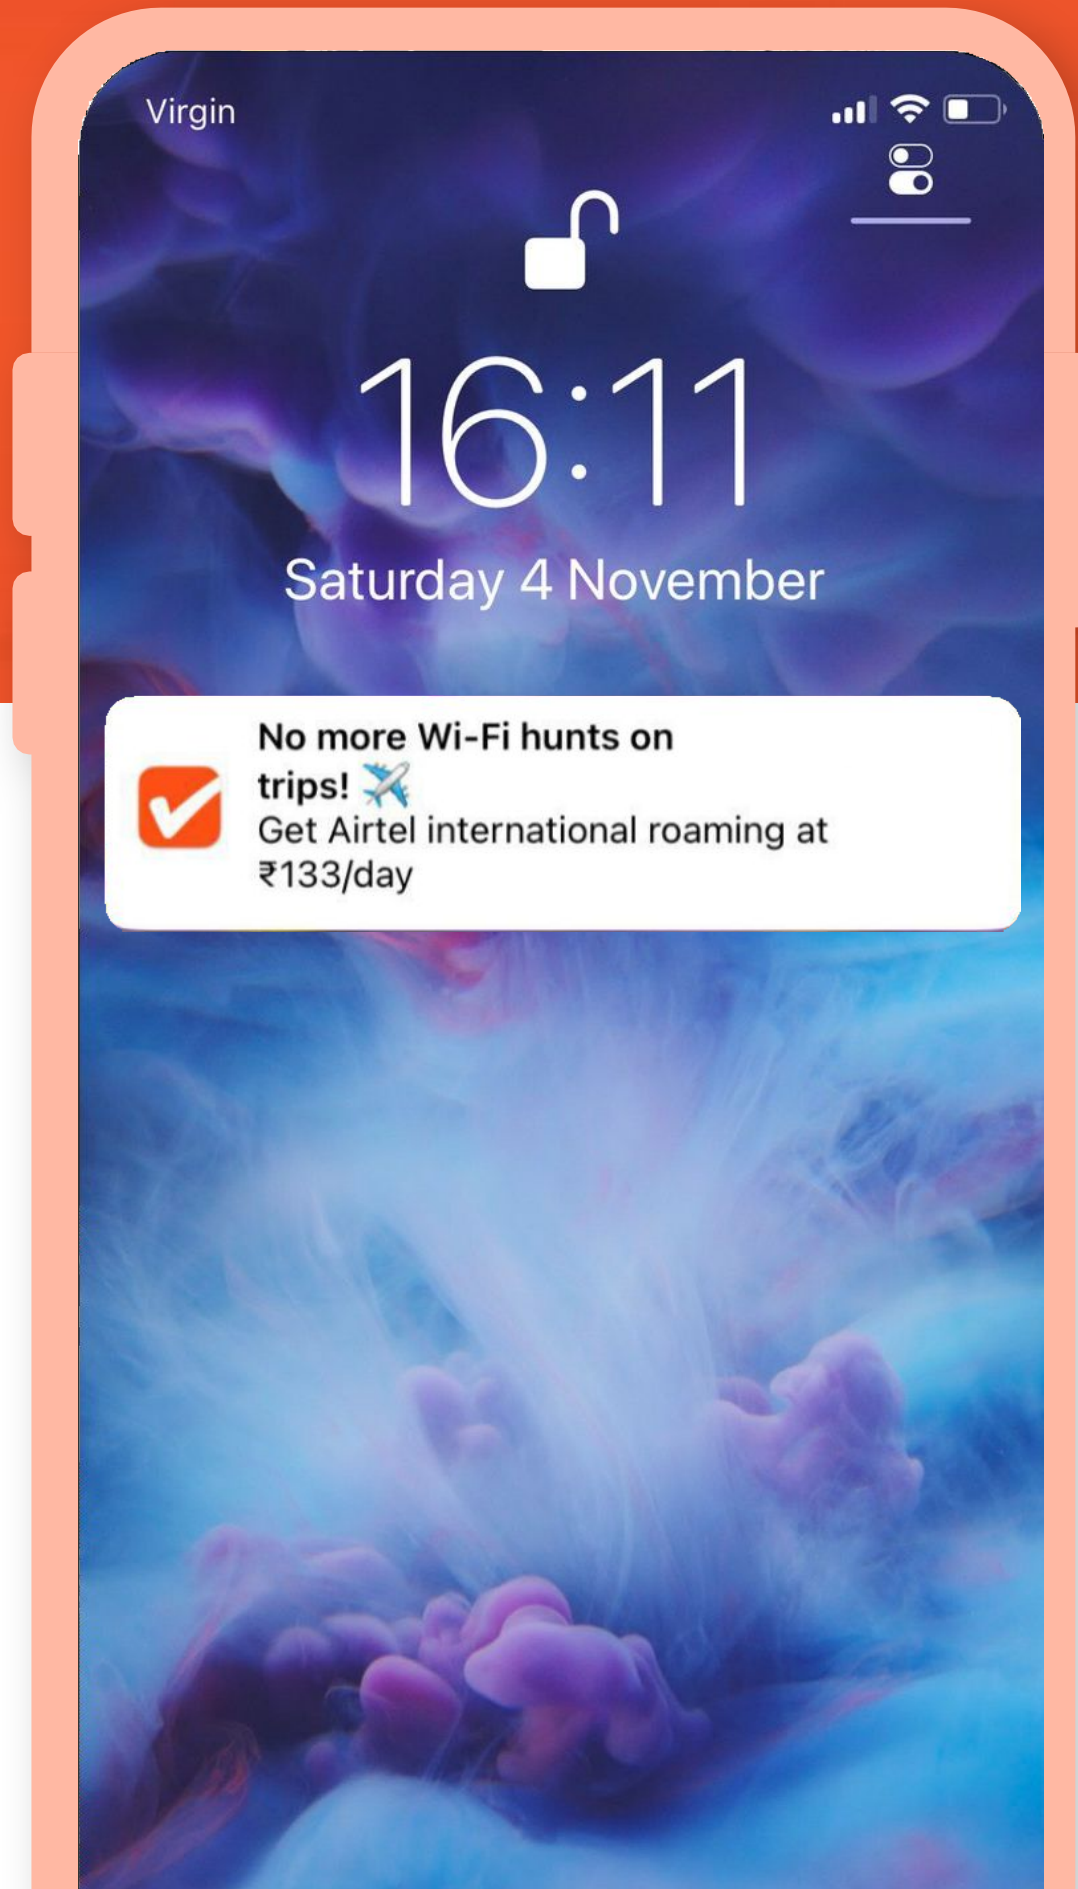 Virgin
16:11
Saturday 4 November
No more Wi-Fi hunts on
trips! ✈️
Get Airtel international roaming at
₹133/day